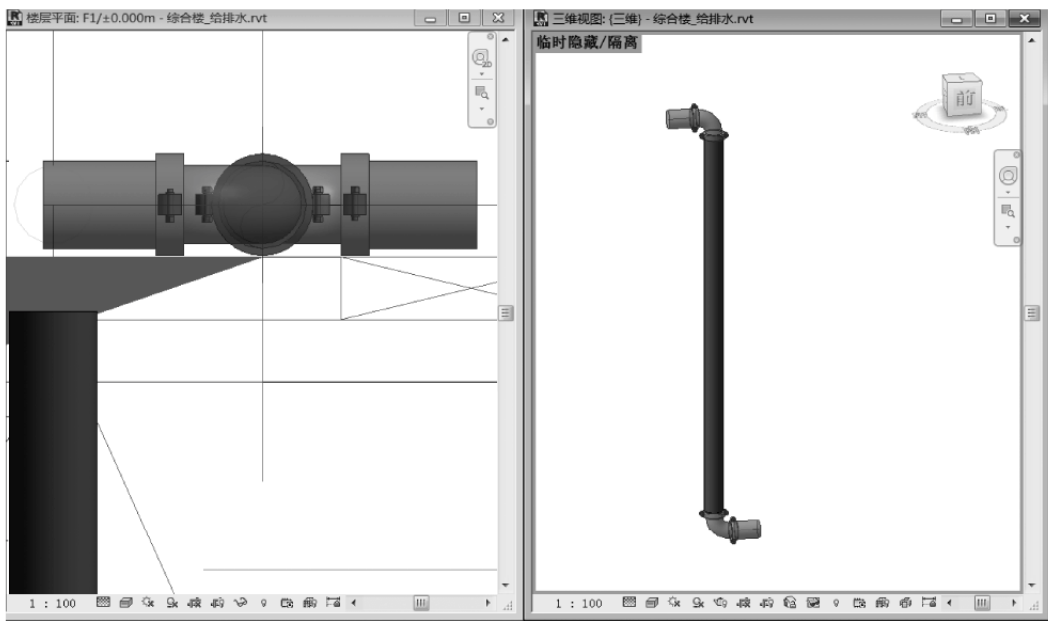 楼层平面: F1/±0.000m - 综合楼_给排水.rvt
2D
1 : 100
三维视图: {三维} - 综合楼_给排水.rvt
临时隐藏/隔离
前
1 : 100